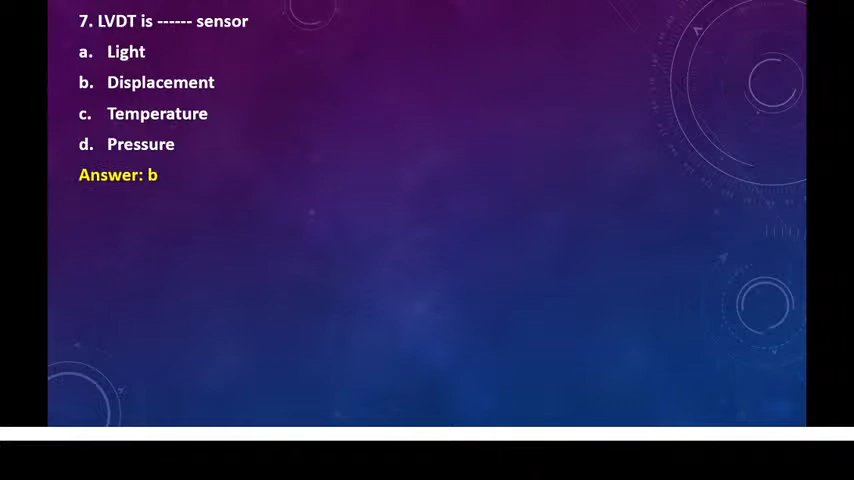 7. LVDT is ------ sensor
a. Light
b. Displacement
c. Temperature
d. Pressure
Answer: b